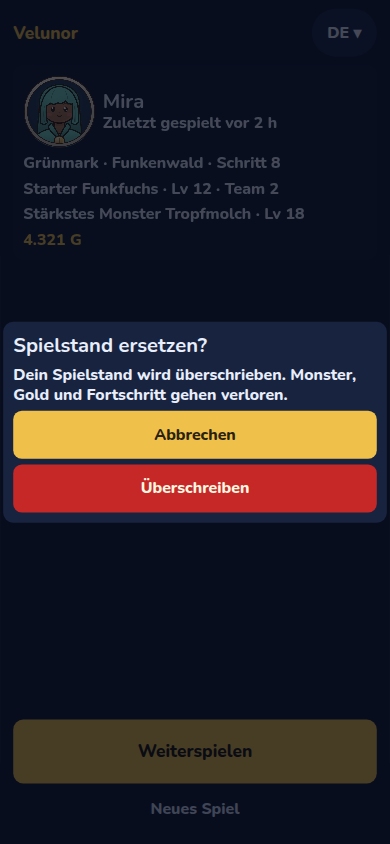 Velunor
DE ▾
Mira
Zuletzt gespielt vor 2 h
Grünmark · Funkenwald · Schritt 8
Starter Funkfuchs · Lv 12 · Team 2
Stärkstes Monster Tropfmolch · Lv 18
4.321 G
Spielstand ersetzen?
Dein Spielstand wird überschrieben. Monster,
Gold und Fortschritt gehen verloren.
Abbrechen
Überschreiben
Weiterspielen
Neues Spiel